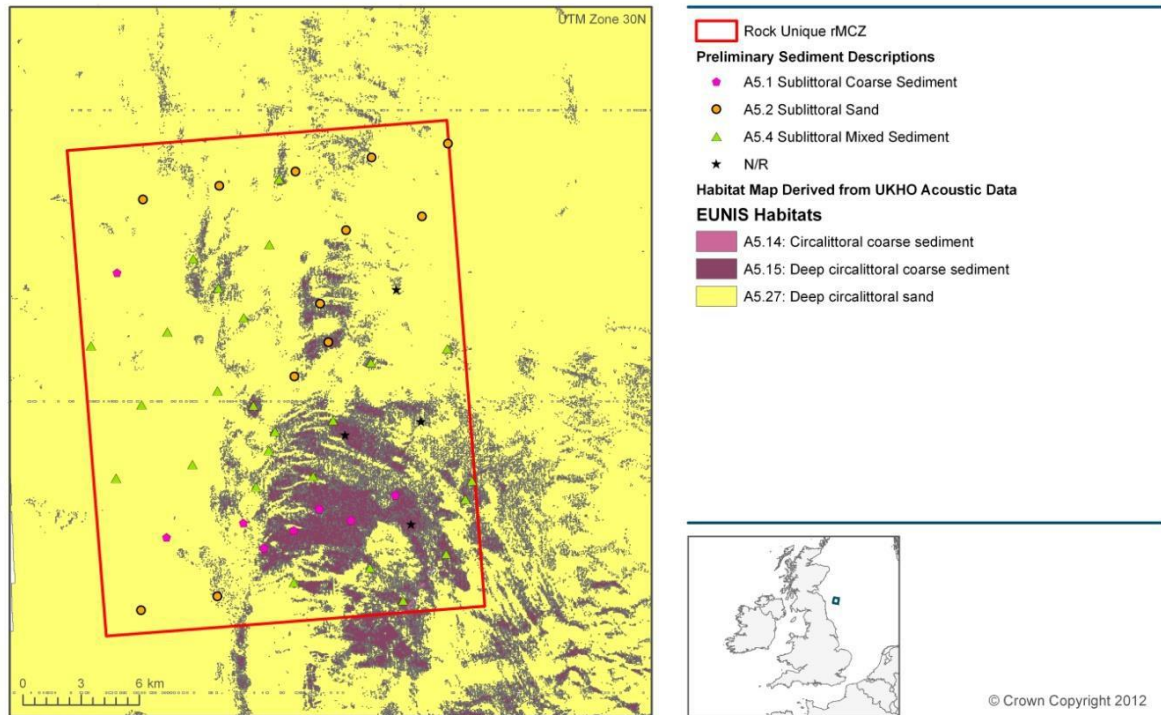 UTM Zone 30N
0 3 6 km
Rock Unique rMCZ
Preliminary Sediment Descriptions
A5.1 Sublittoral Coarse Sediment
A5.2 Sublittoral Sand
A5.4 Sublittoral Mixed Sediment
N/R
Habitat Map Derived from UKHO Acoustic Data
EUNIS Habitats
A5.14: Circalittoral coarse sediment
A5.15: Deep circalittoral coarse sediment
A5.27: Deep circalittoral sand
© Crown Copyright 2012